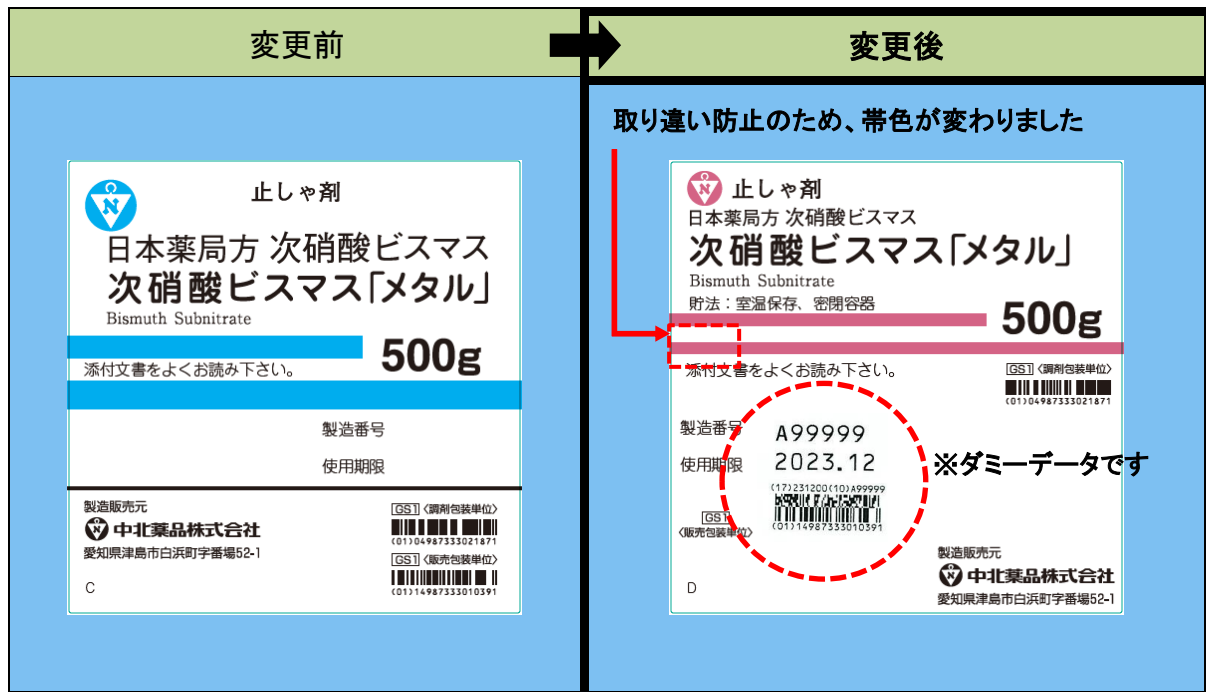 変更前
変更後
止しゃ剤
日本薬局方 次硝酸ビスマス
次硝酸ビスマス「メタル」
Bismuth Subnitrate
500g
添付文書をよくお読み下さい。
製造番号
使用期限
製造販売元
中北薬品株式会社
愛知県津島市白浜町字番場52-1
C
GS1 〈調剤包装単位〉
(01)04987333021871
GS1 〈販売包装単位〉
(01)14987333010391
取り違い防止のため、帯色が変わりました
N 止しゃ剤
日本薬局方 次硝酸ビスマス
次硝酸ビスマス「メタル」
Bismuth Subnitrate
貯法：室温保存、密閉容器
500g
添付文書をよくお読み下さい。
GS1 〈調剤包装単位〉
(01)04987333021871
製造番号 A99999
使用期限 2023.12
※ダミーデータです
(17)231200(10)A99999
GS1
〈販売包装単位〉
(01)14987333010391
製造販売元
中北薬品株式会社
愛知県津島市白浜町字番場52-1
D